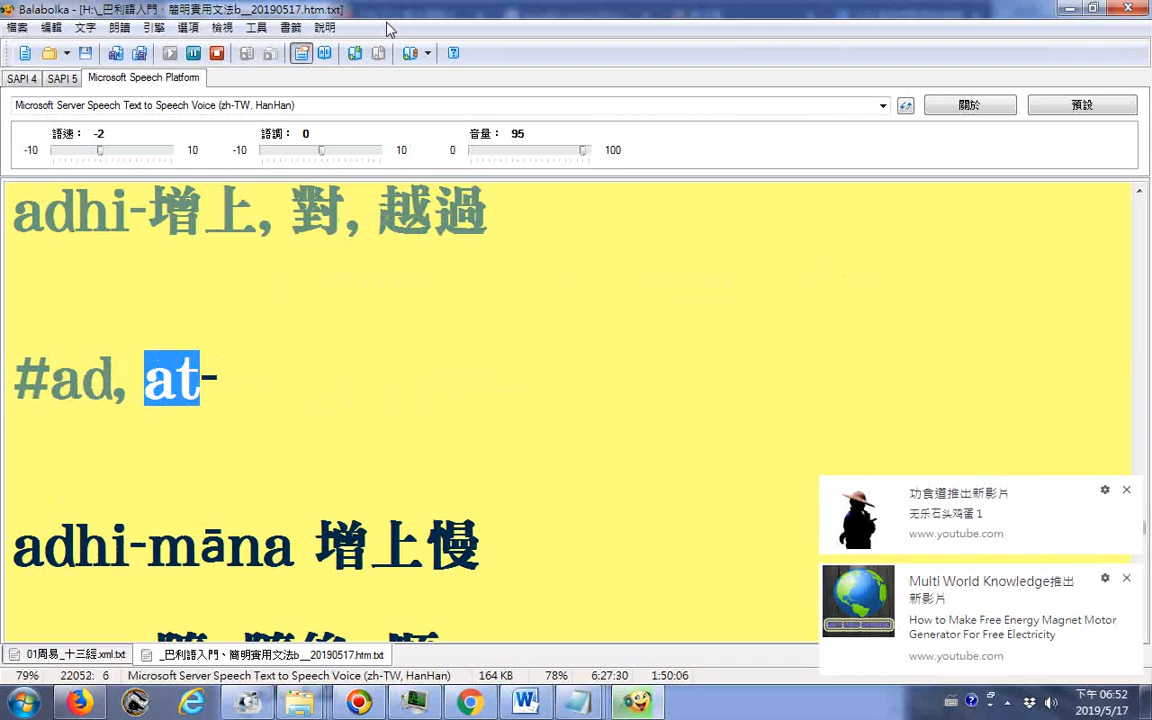 Balabolka - [H:\_巴利語入門、簡明實用文法b__20190517.htm.txt]
檔案 編輯 文字 朗讀 引擎 選項 檢視 工具 書籤 說明
SAPI 4 SAPI 5 Microsoft Speech Platform
Microsoft Server Speech Text to Speech Voice (zh-TW, HanHan) 關於 預設
語速： -2 語調： 0 音量： 95
-10 10 -10 10 0 100
adhi-增上, 對, 越過
#ad, at-
adhi-māna 增上慢
隨, 隨後, 順
功食道推出新影片
无乐石头鸡蛋 1
www.youtube.com
Multi World Knowledge推出
新影片
How to Make Free Energy Magnet Motor
Generator For Free Electricity
www.youtube.com
01周易_十三經.xml.txt _巴利語入門、簡明實用文法b__20190517.htm.txt
79% 22052: 6 Microsoft Server Speech Text to Speech Voice (zh-TW, HanHan) 164 KB 78% 6:27:30 1:50:06
下午 06:52
2019/5/17